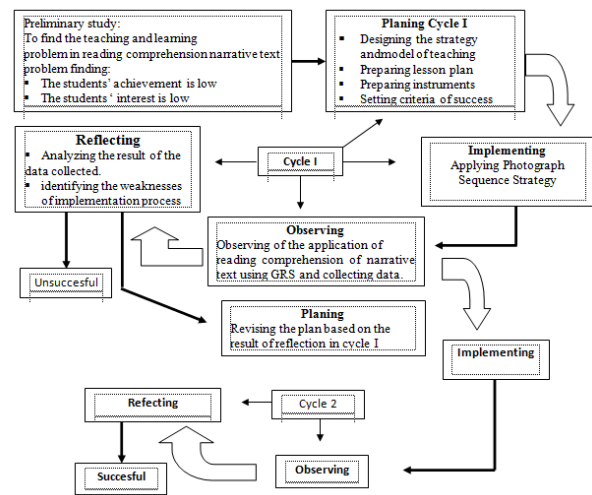 Preliminary study:
To find the teaching and learning
problem in reading comprehension narrative text
problem finding:
▪ The students' achievement is low
▪ The students ' interest is low
Planing Cycle I
▪ Designing the strategy
andmodel of teaching
▪ Preparing lesson plan
▪ Preparing instruments
▪ Setting criteria of success
Reflecting
▪ Analyzing the result of the
data collected.
▪ identifying the weaknesses
of implementation process
Cycle I
Implementing
Applying Photograph
Sequence Strategy
Observing
Observing of the application of
reading comprehension of narrative
text using GRS and collecting data.
Unsuccesful
Planing
Revising the plan based on the
result of reflection in cycle I
Implementing
Refecting
Cycle 2
Succesful
Observing